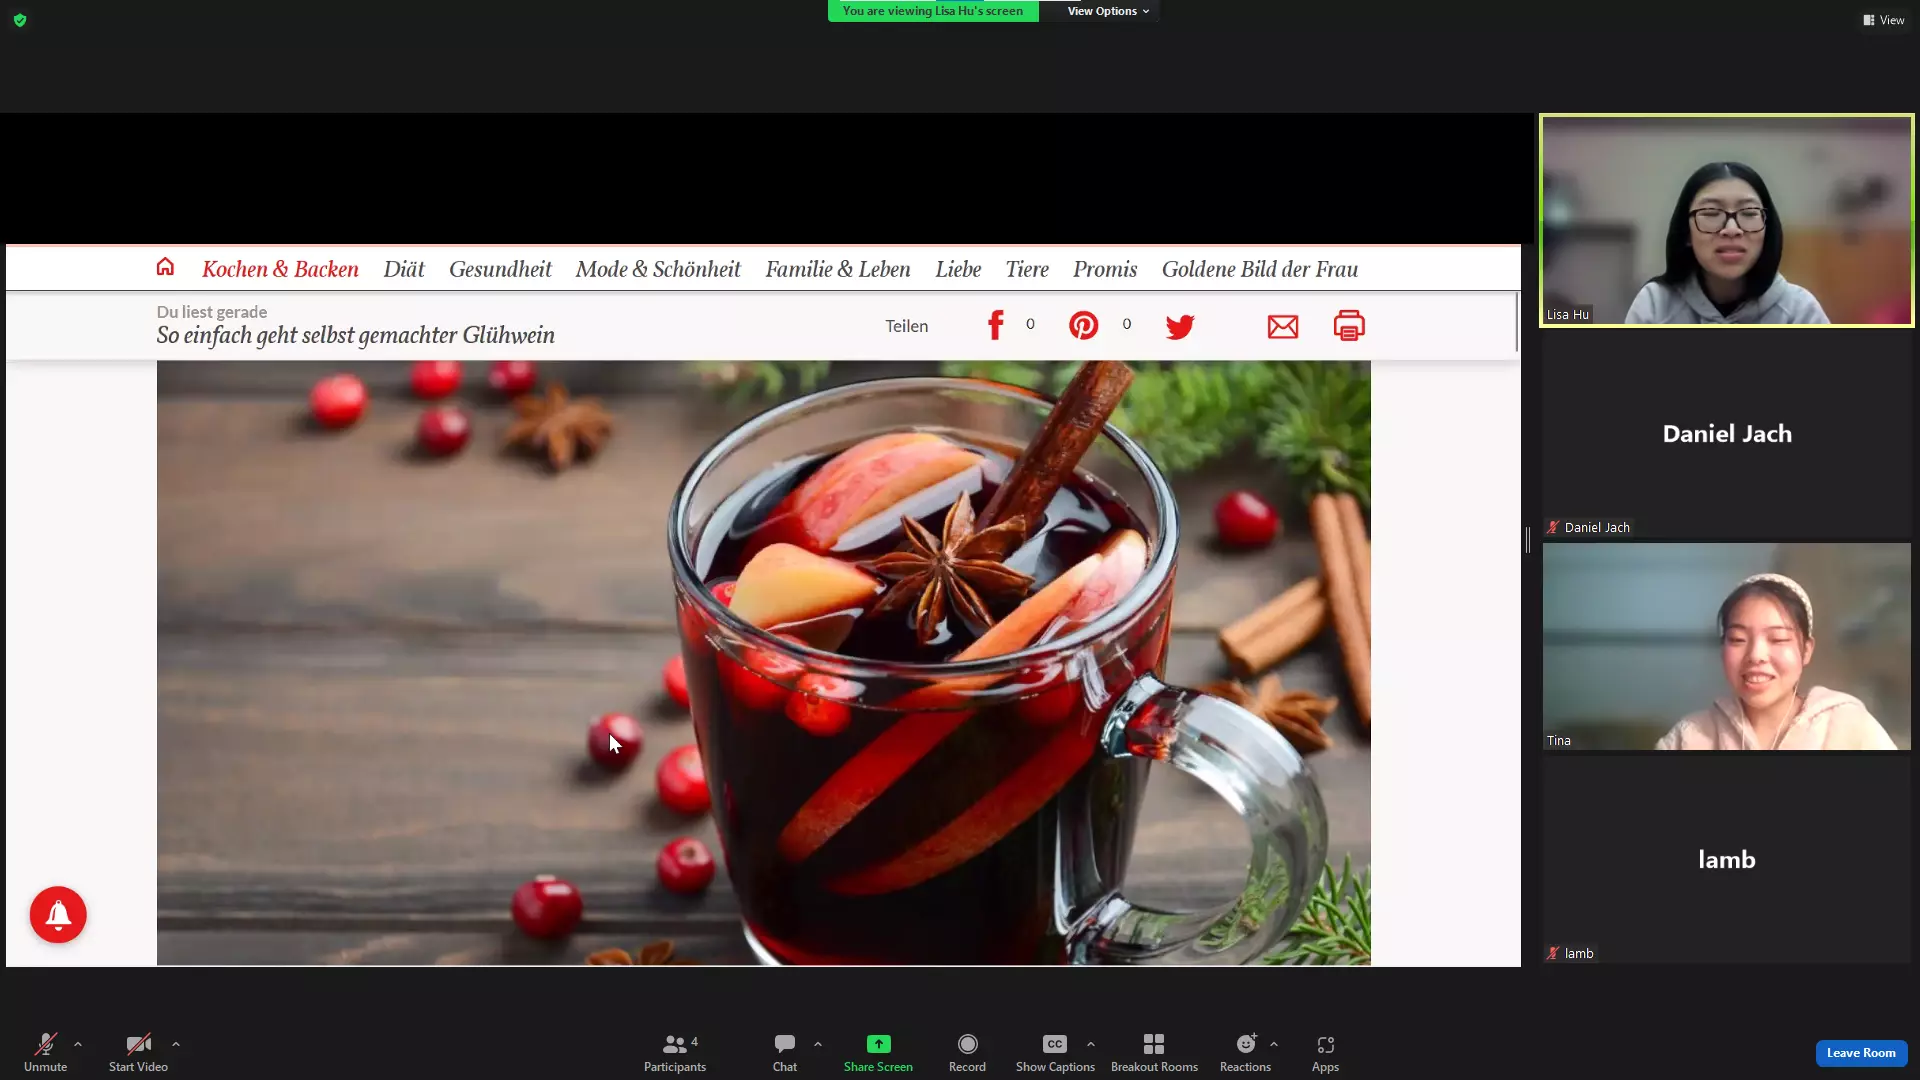 You are viewing Lisa Hu's screen
View Options
View
Kochen & Backen Diät Gesundheit Mode & Schönheit Familie & Leben Liebe Tiere Promis Goldene Bild der Frau
Du liest gerade
So einfach geht selbst gemachter Glühwein
Teilen 0 0
Lisa Hu
Daniel Jach
Daniel Jach
Tina
lamb
lamb
Unmute
Start Video
4
Participants
Chat
Share Screen
Record
CC
Show Captions
Breakout Rooms
Reactions
Apps
Leave Room